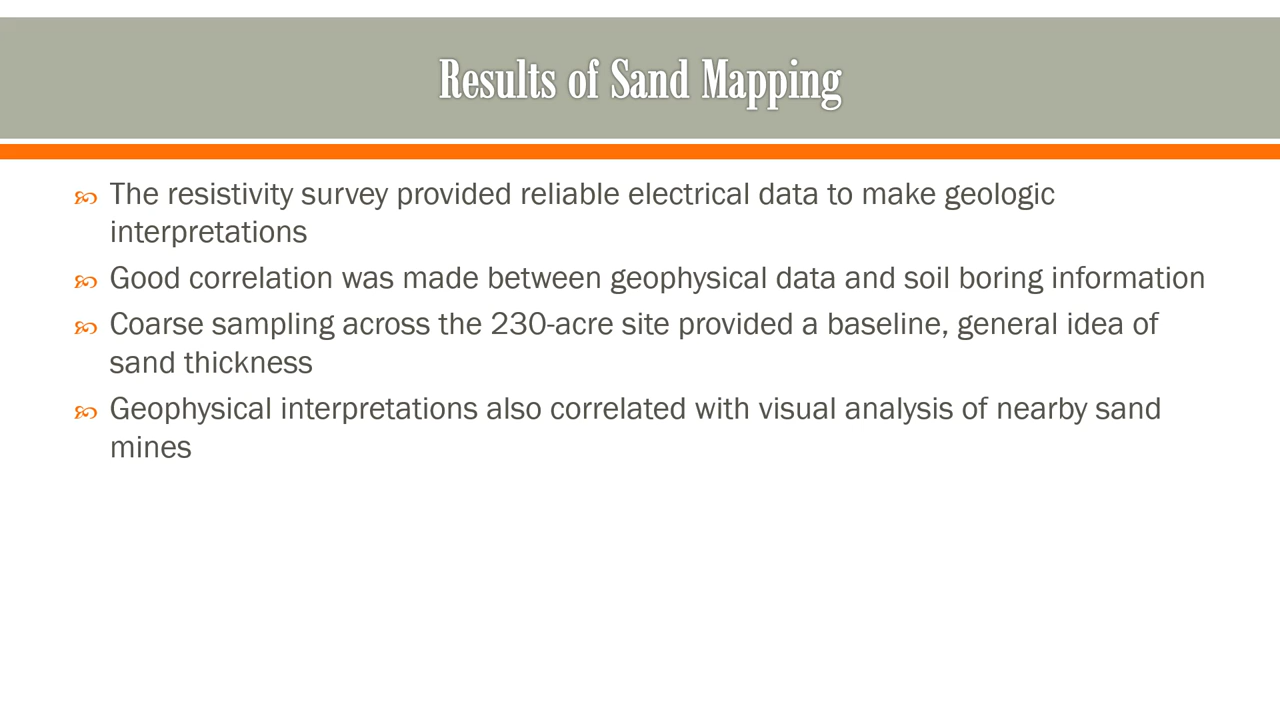 Results of Sand Mapping
The resistivity survey provided reliable electrical data to make geologic
interpretations
Good correlation was made between geophysical data and soil boring information
Coarse sampling across the 230-acre site provided a baseline, general idea of
sand thickness
Geophysical interpretations also correlated with visual analysis of nearby sand
mines